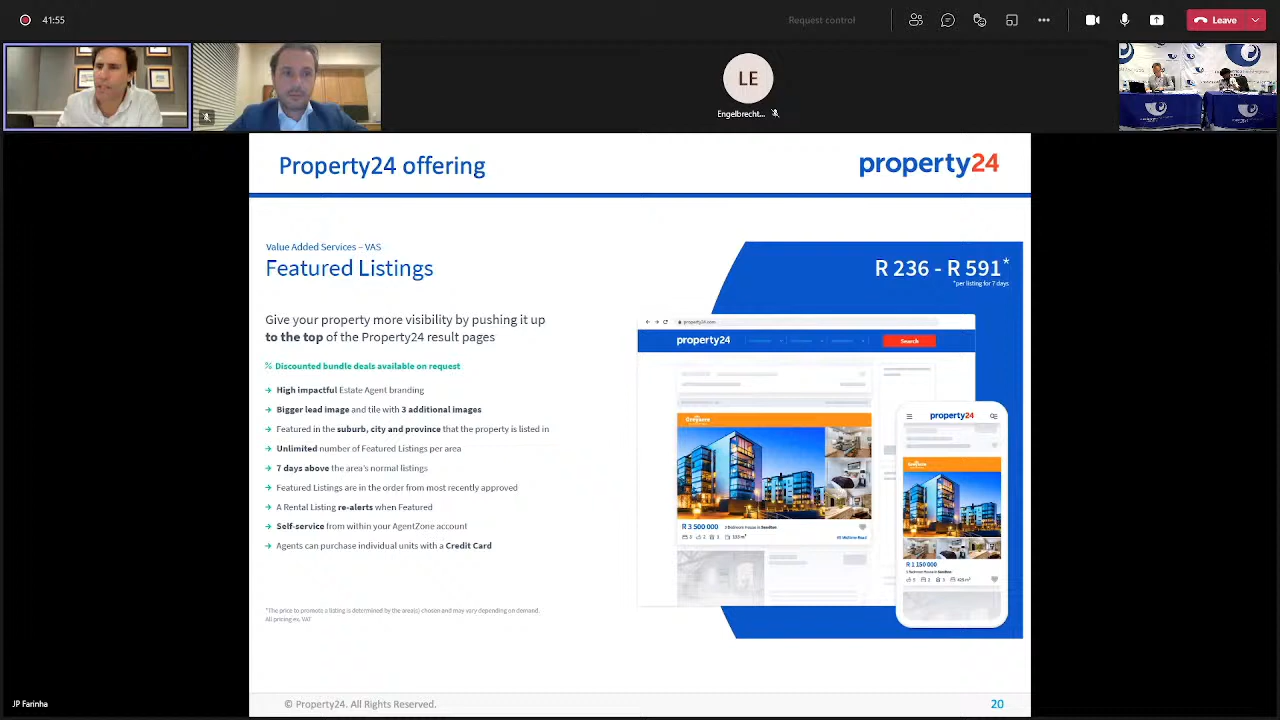 41:55
Request control
Leave
LE
Engelbrecht...
Property24 offering
property24
Value Added Services – VAS
Featured Listings
R 236 - R 591*
*per listing for 7 days
Give your property more visibility by pushing it up
to the top of the Property24 result pages
% Discounted bundle deals available on request
High impactful Estate Agent branding
Bigger lead image and tile with 3 additional images
Featured in the suburb, city and province that the property is listed in
Unlimited number of Featured Listings per area
7 days above the area's normal listings
Featured Listings are in the order from most recently approved
A Rental Listing re-alerts when Featured
Self-service from within your AgentZone account
Agents can purchase individual units with a Credit Card
*The price to promote a listing is determined by the area(s) chosen and may vary depending on demand.
All pricing ex. VAT
property24.com
property24
Search
Greyacre
R 3 500 000
3 Bedroom House in Sandton
property24
R 1 150 000
JP Farinha
© Property24. All Rights Reserved.
20